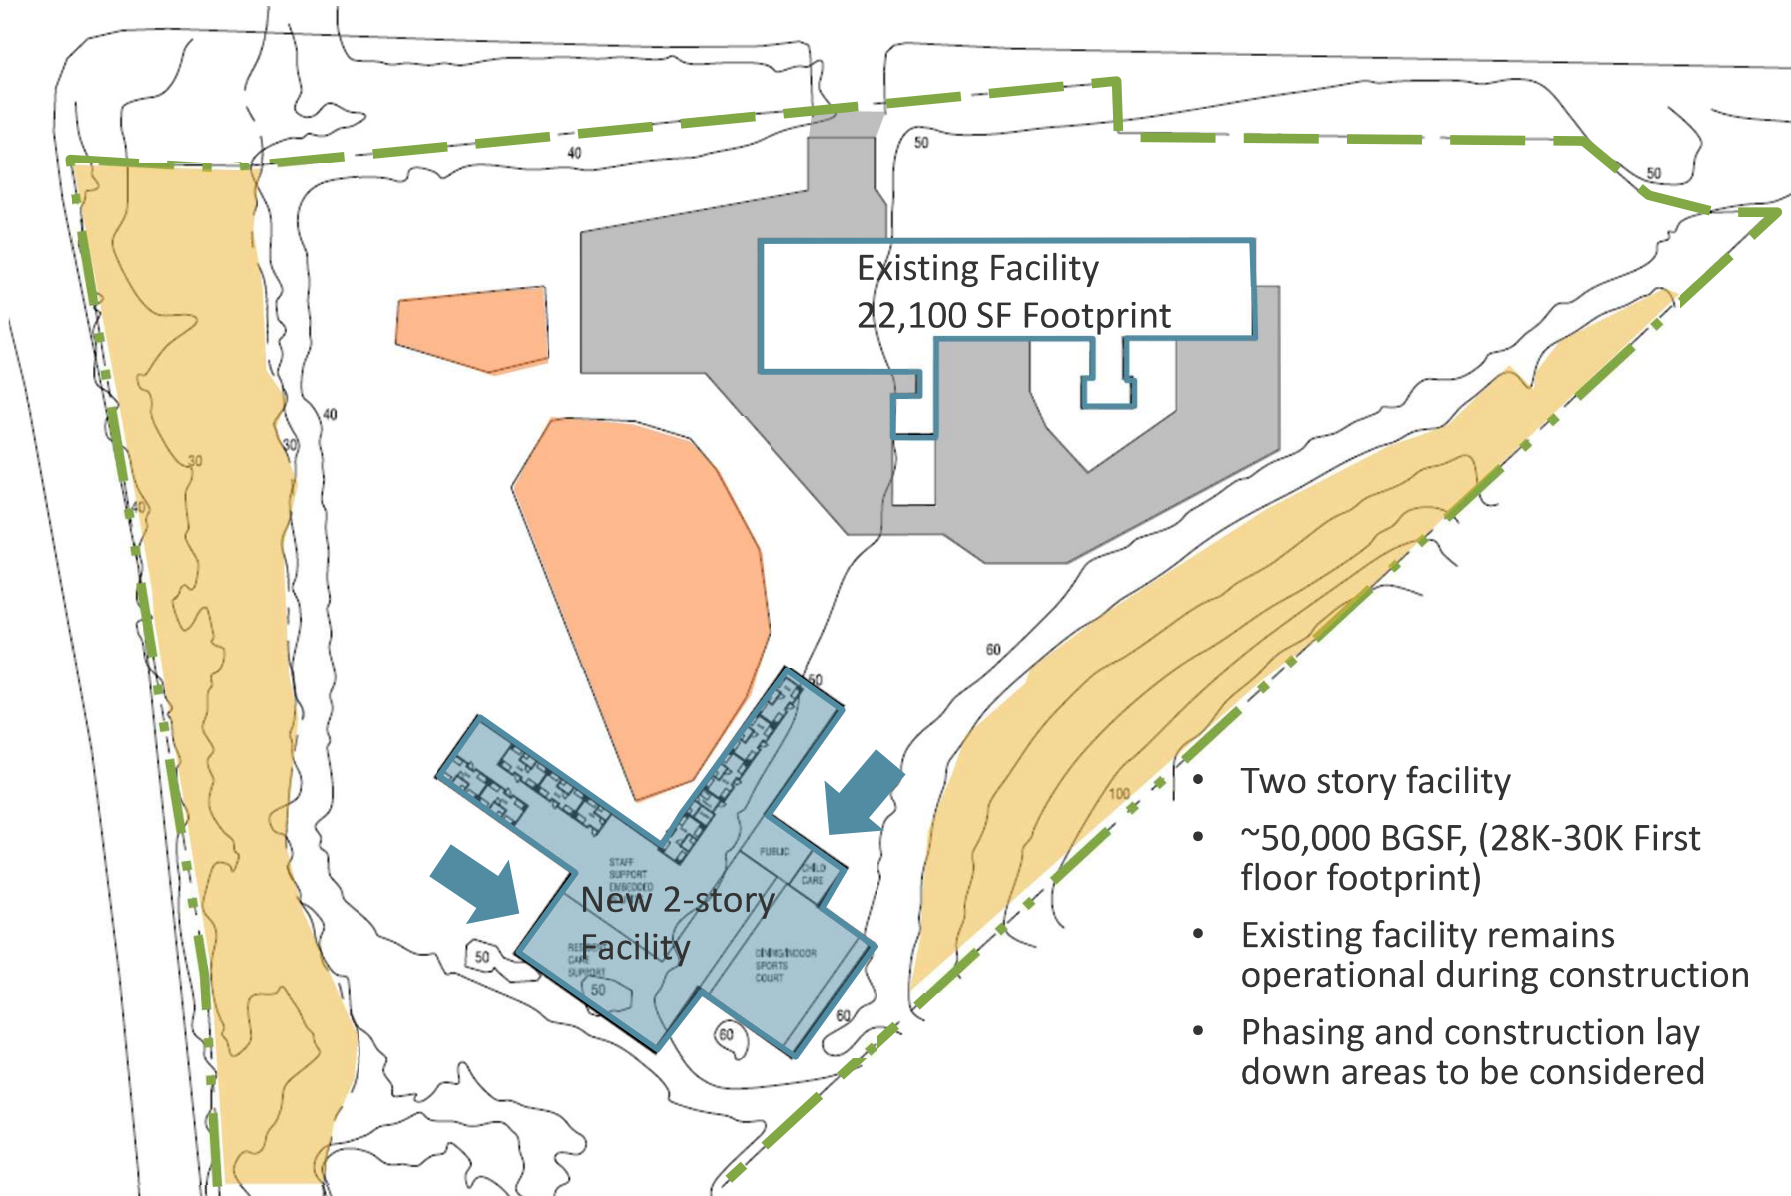 40
50
50
Existing Facility
22,100 SF Footprint
40
30
30
40
60
50
100
PUBLIC
CHILD
CARE
STAFF
SUPPORT
EMBEDDED
New 2-story
Facility
CARE
SUPPORT
DINING/INDOOR
SPORTS
COURT
50
50
60
60
• Two story facility
• ~50,000 BGSF, (28K-30K First
floor footprint)
• Existing facility remains
operational during construction
• Phasing and construction lay
down areas to be considered